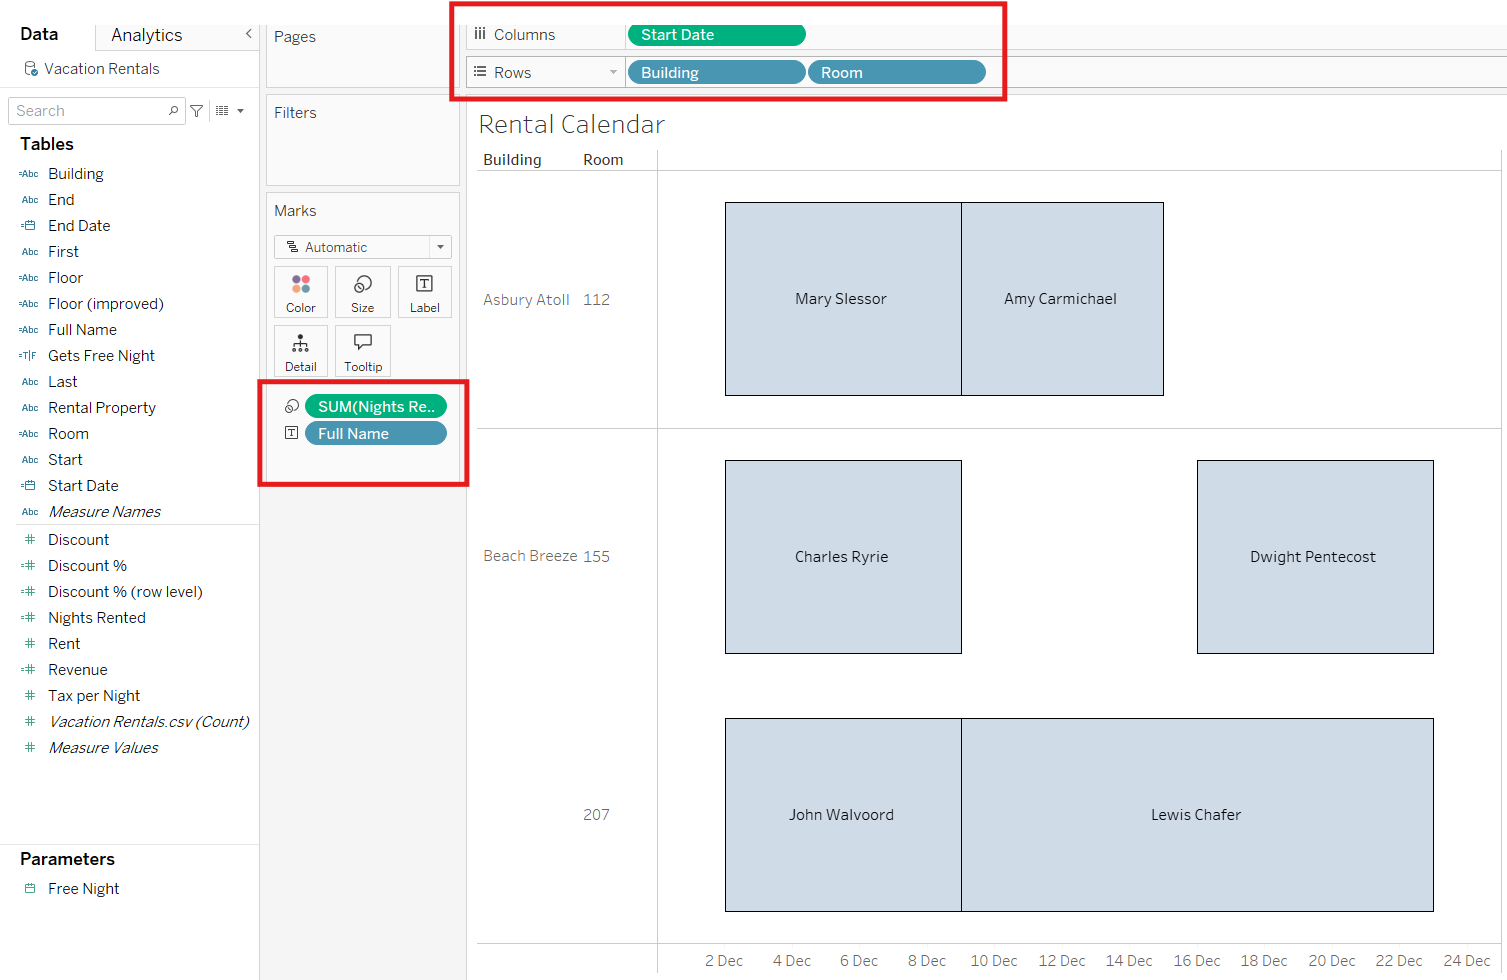 Data
Analytics
Vacation Rentals
Search
Tables
Abc Building
Abc End
End Date
Abc First
Abc Floor
Abc Floor (improved)
Abc Full Name
T|F Gets Free Night
Abc Last
Abc Rental Property
Abc Room
Abc Start
Start Date
Abc Measure Names
Discount
Discount %
Discount % (row level)
Nights Rented
Rent
Revenue
Tax per Night
Vacation Rentals.csv (Count)
Measure Values
Parameters
Free Night
Pages
Filters
Marks
Automatic
Color Size Label
Detail Tooltip
SUM(Nights Re..
Full Name
Columns Start Date
Rows Building Room
Rental Calendar
Building Room
Asbury Atoll 112 Mary Slessor Amy Carmichael
Beach Breeze 155 Charles Ryrie Dwight Pentecost
207 John Walvoord Lewis Chafer
2 Dec 4 Dec 6 Dec 8 Dec 10 Dec 12 Dec 14 Dec 16 Dec 18 Dec 20 Dec 22 Dec 24 Dec